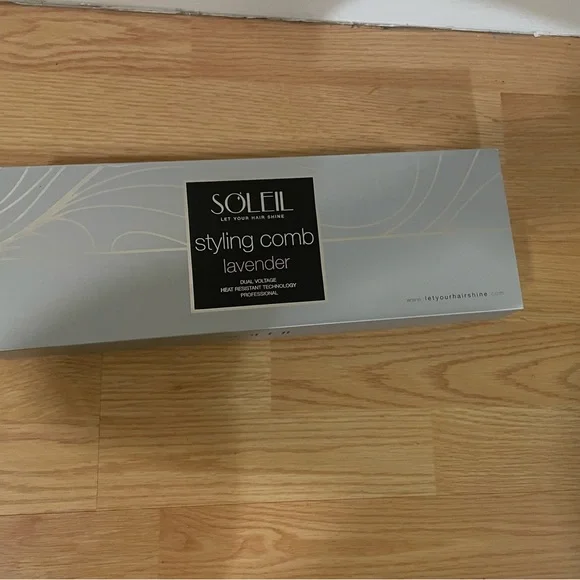 SOLEIL
LET YOUR HAIR SHINE
styling comb
lavender
DUAL VOLTAGE
HEAT RESISTANT TECHNOLOGY
PROFESSIONAL
www.letyourhairshine.com